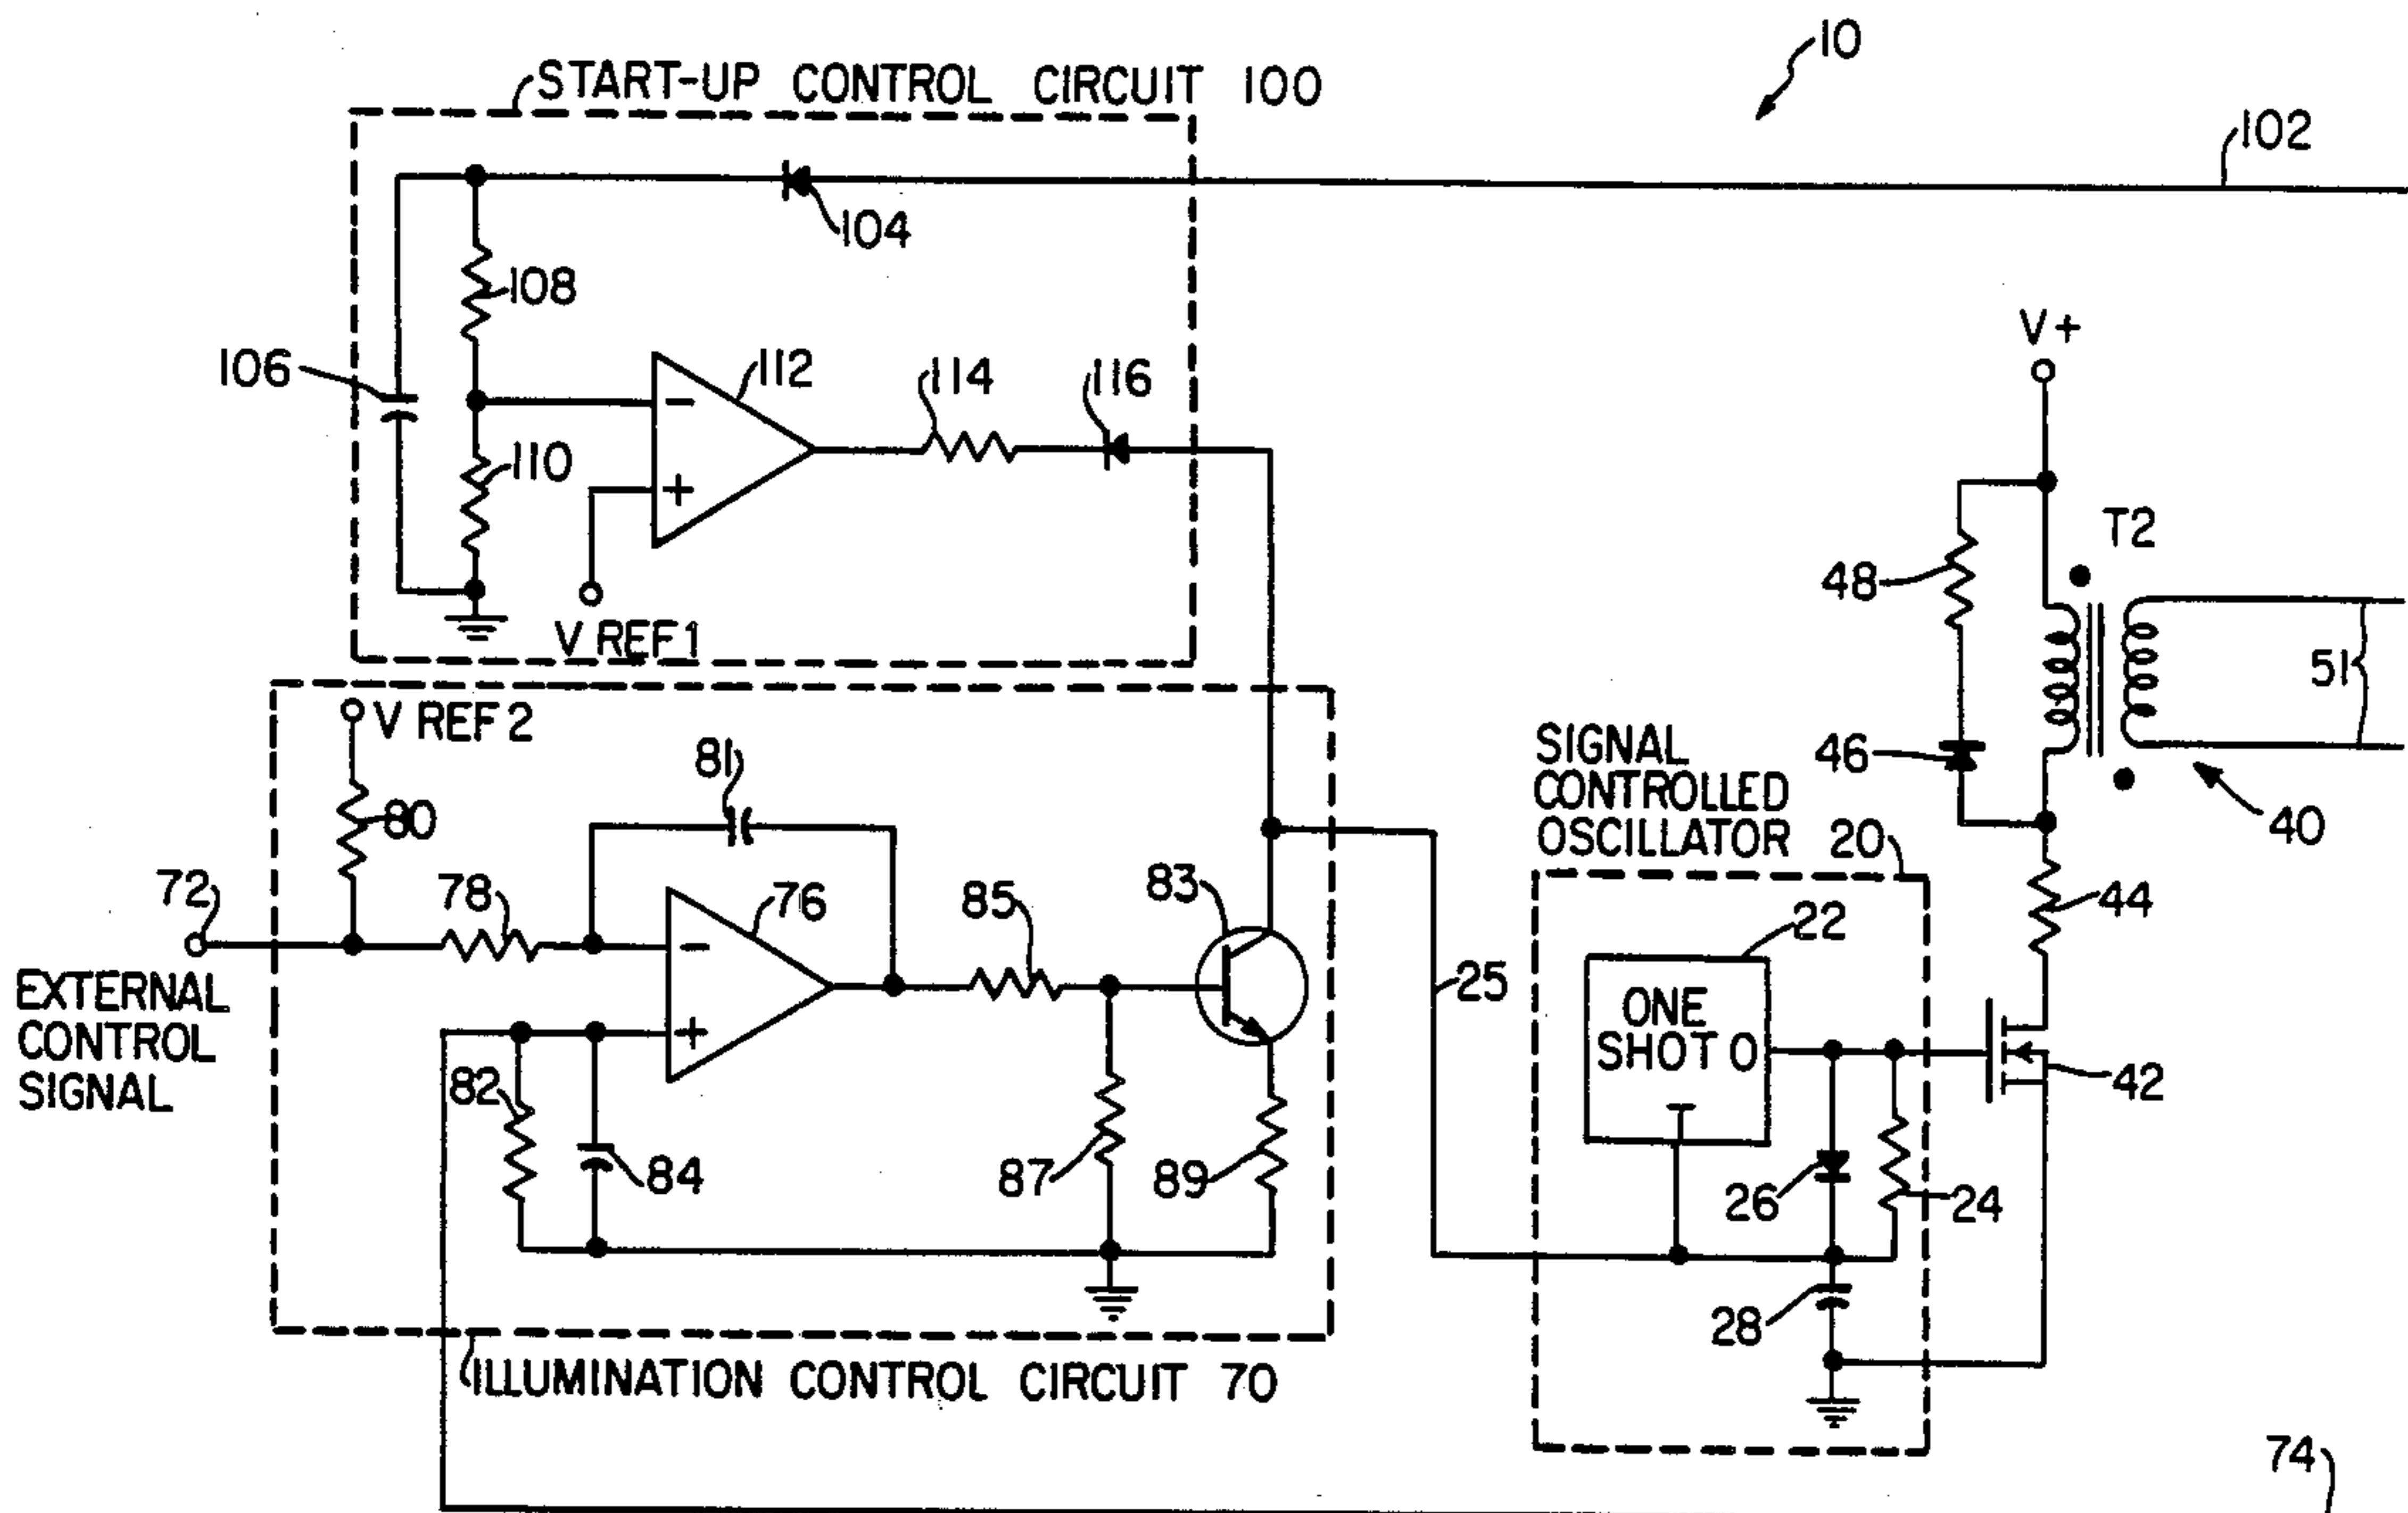 10
START-UP CONTROL CIRCUIT 100
102
104
108
V+
106
112
114
116
110
T2
48
V REF 1
51
V REF 2
SIGNAL
CONTROLLED
OSCILLATOR 20
46
81
80
40
72
78
76
85
83
44
22
EXTERNAL
CONTROL
SIGNAL
25
ONE
SHOT O
42
82
84
87
89
26
24
28
ILLUMINATION CONTROL CIRCUIT 70
74